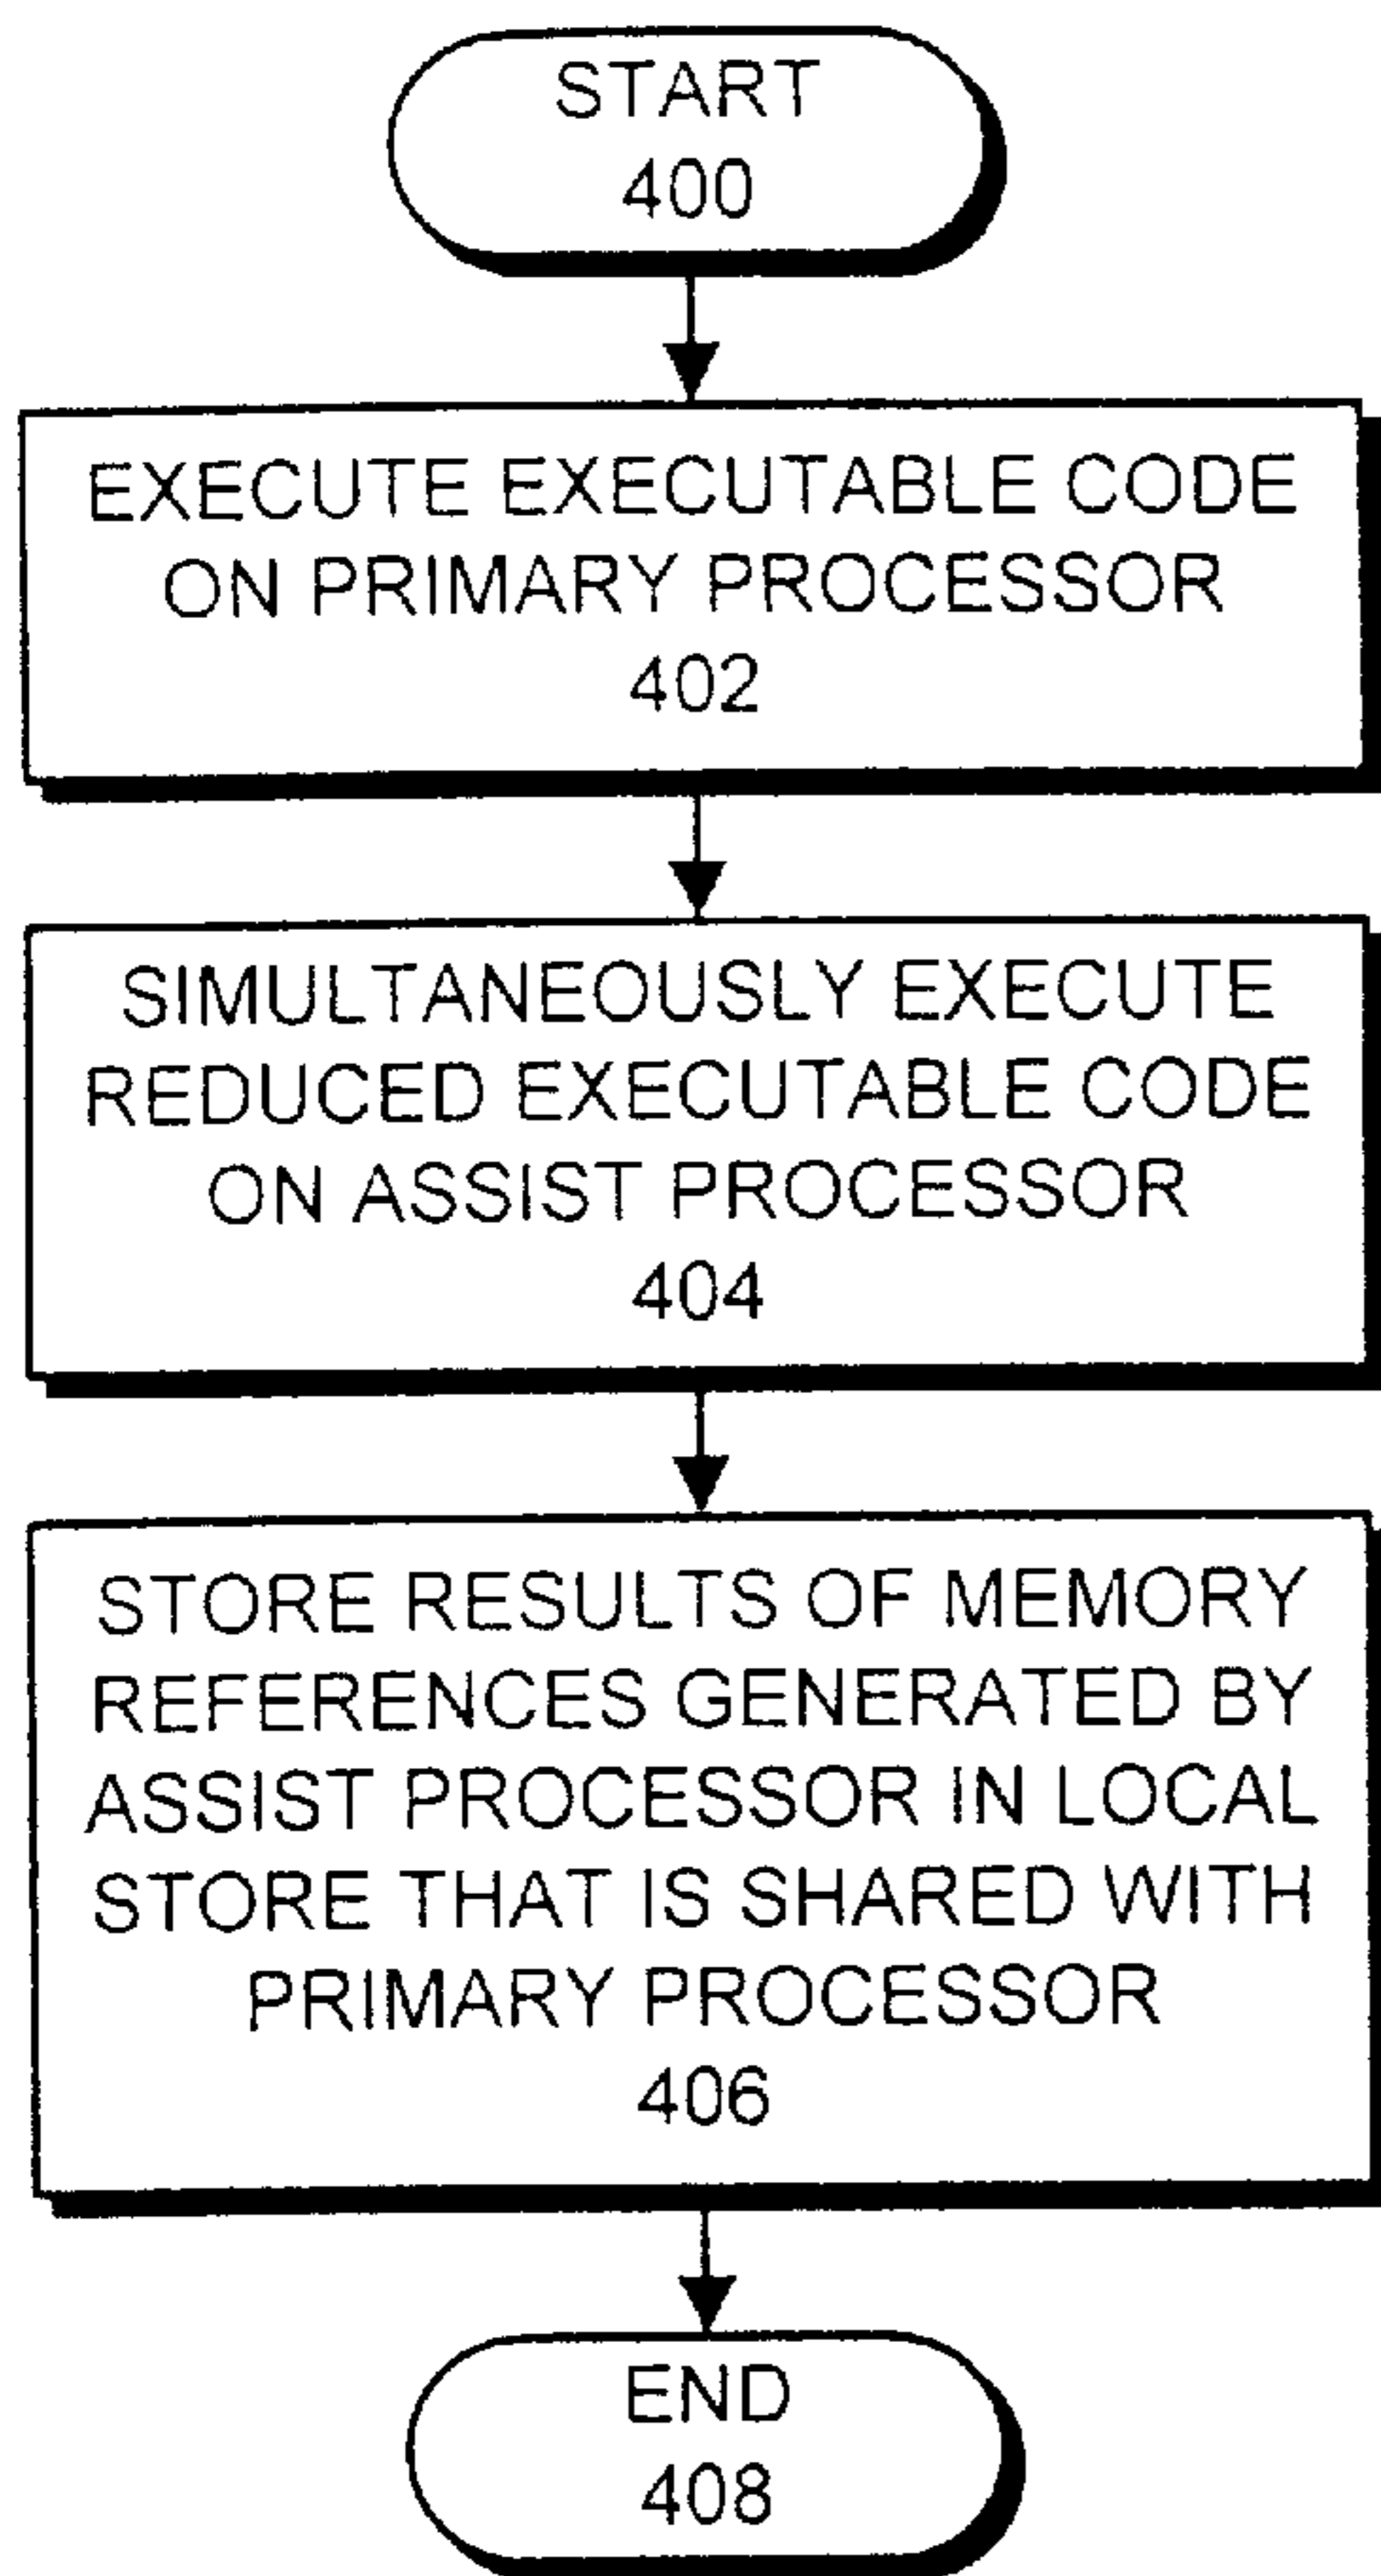 START
400
EXECUTE EXECUTABLE CODE
ON PRIMARY PROCESSOR
402
SIMULTANEOUSLY EXECUTE
REDUCED EXECUTABLE CODE
ON ASSIST PROCESSOR
404
STORE RESULTS OF MEMORY
REFERENCES GENERATED BY
ASSIST PROCESSOR IN LOCAL
STORE THAT IS SHARED WITH
PRIMARY PROCESSOR
406
END
408